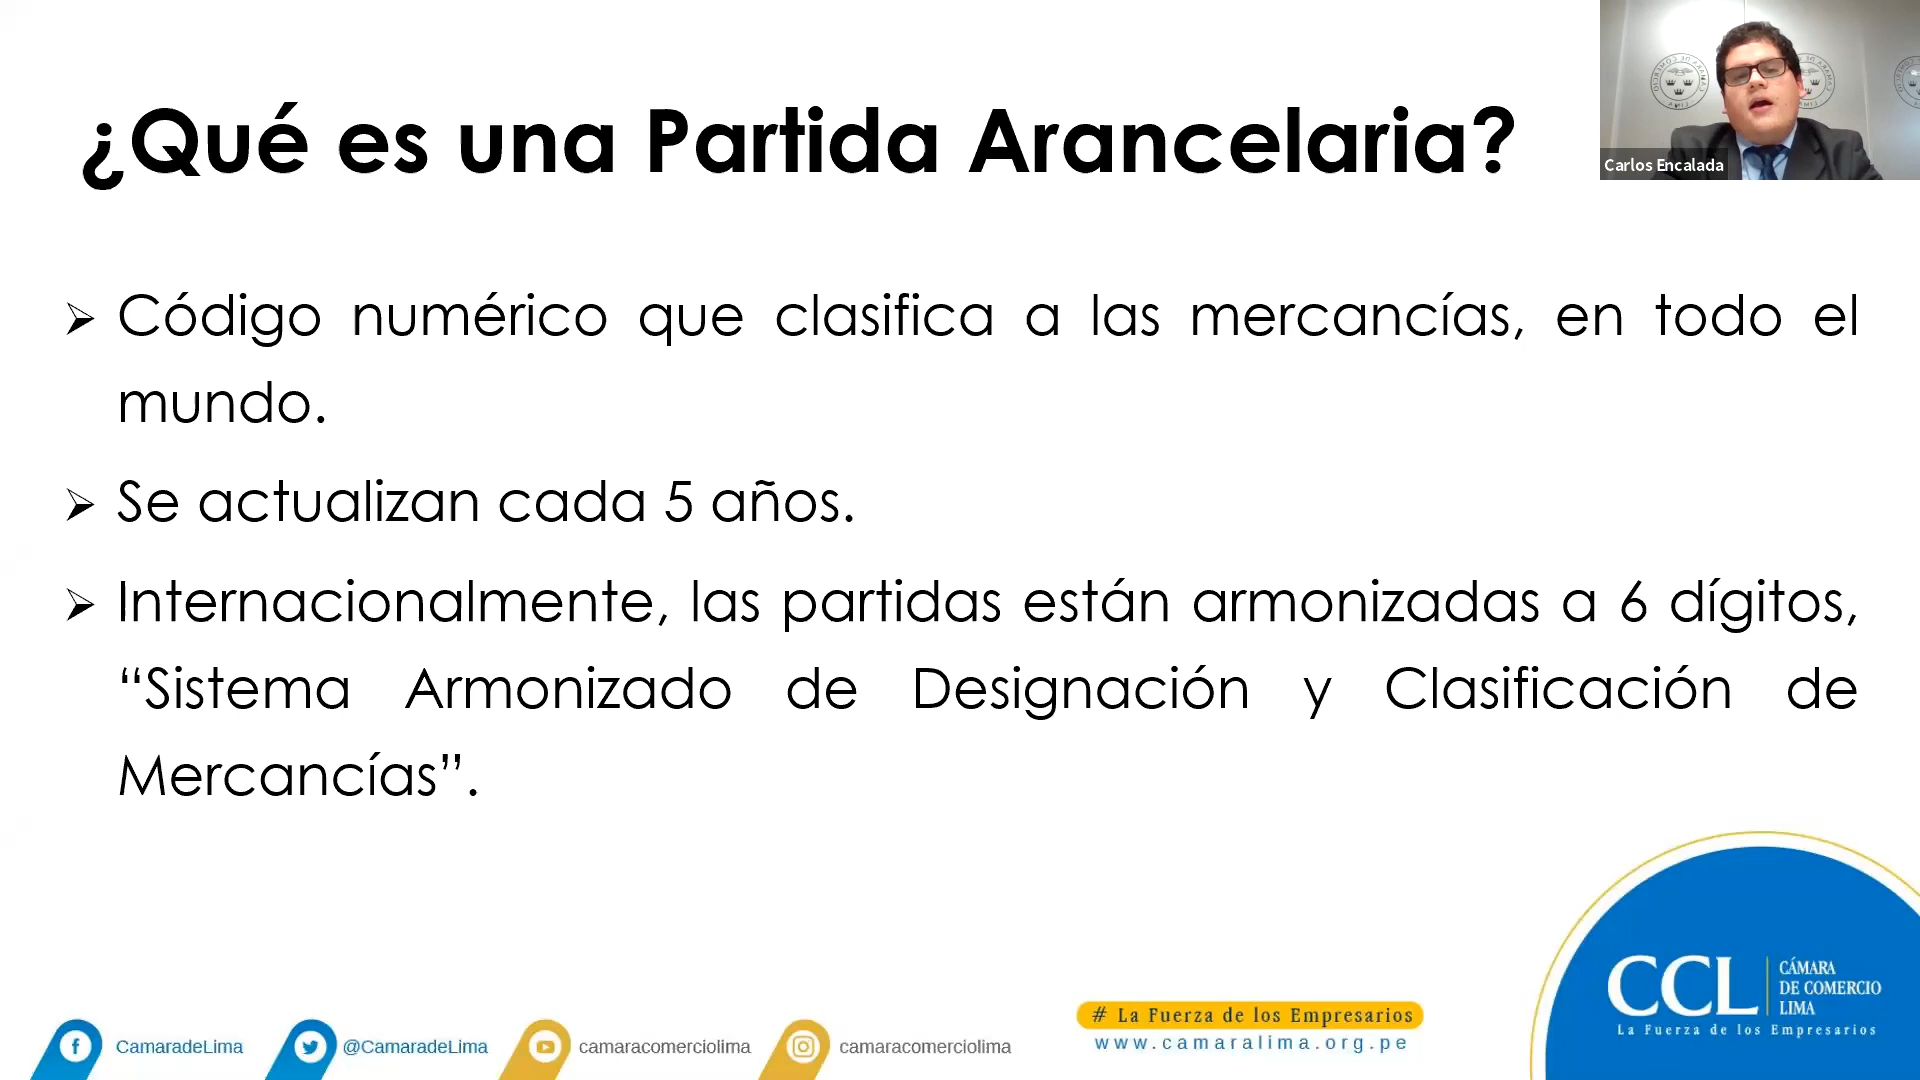 ¿Qué es una Partida Arancelaria?
Carlos Encalada
➢ Código numérico que clasifica a las mercancías, en todo el
mundo.
➢ Se actualizan cada 5 años.
➢ Internacionalmente, las partidas están armonizadas a 6 dígitos,
“Sistema Armonizado de Designación y Clasificación de
Mercancías”.
CamaradeLima
@CamaradeLima
camaracomerciolima
camaracomerciolima
# La Fuerza de los Empresarios
www.camaralima.org.pe
CCL
CÁMARA
DE COMERCIO
LIMA
La Fuerza de los Empresarios